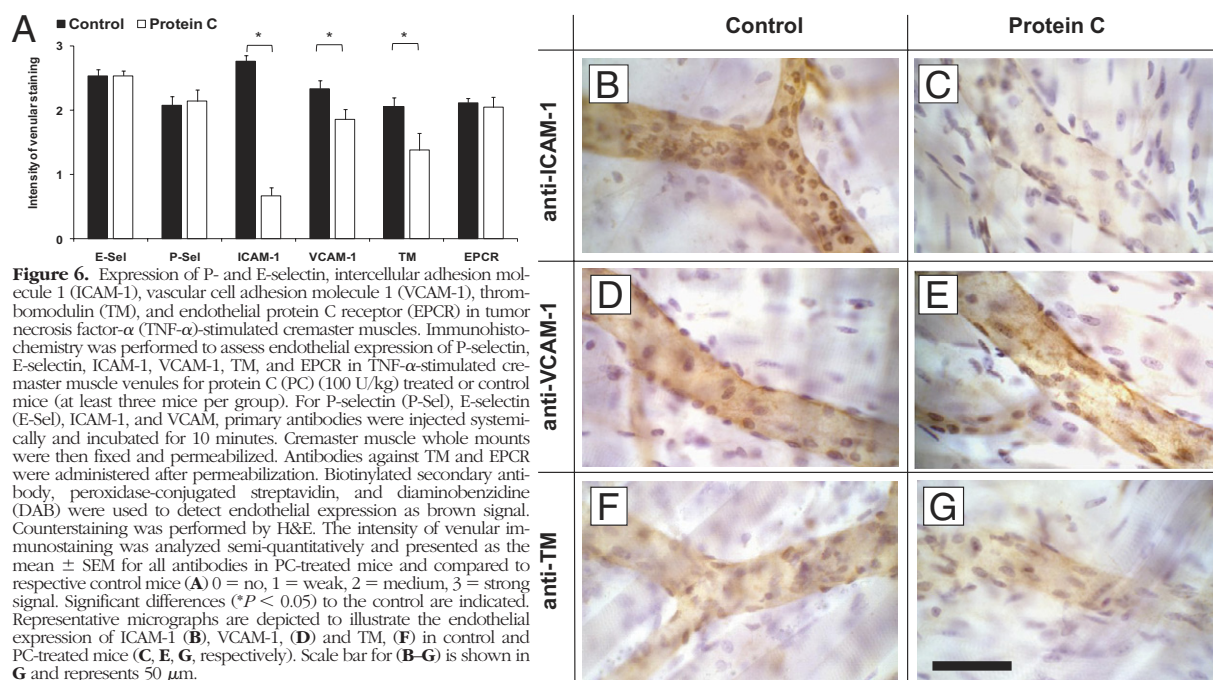 A
■ Control □ Protein C
Intensity of venular staining
3
2
1
0
* * *
E-Sel P-Sel ICAM-1 VCAM-1 TM EPCR
Figure 6. Expression of P- and E-selectin, intercellular adhesion mol-
ecule 1 (ICAM-1), vascular cell adhesion molecule 1 (VCAM-1), throm-
bomodulin (TM), and endothelial protein C receptor (EPCR) in tumor
necrosis factor-α (TNF-α)-stimulated cremaster muscles. Immunohisto-
chemistry was performed to assess endothelial expression of P-selectin,
E-selectin, ICAM-1, VCAM-1, TM, and EPCR in TNF-α-stimulated cre-
master muscle venules for protein C (PC) (100 U/kg) treated or control
mice (at least three mice per group). For P-selectin (P-Sel), E-selectin
(E-Sel), ICAM-1, and VCAM, primary antibodies were injected systemi-
cally and incubated for 10 minutes. Cremaster muscle whole mounts
were then fixed and permeabilized. Antibodies against TM and EPCR
were administered after permeabilization. Biotinylated secondary anti-
body, peroxidase-conjugated streptavidin, and diaminobenzidine
(DAB) were used to detect endothelial expression as brown signal.
Counterstaining was performed by H&E. The intensity of venular im-
munostaining was analyzed semi-quantitatively and presented as the
mean ± SEM for all antibodies in PC-treated mice and compared to
respective control mice (A) 0 = no, 1 = weak, 2 = medium, 3 = strong
signal. Significant differences (*P < 0.05) to the control are indicated.
Representative micrographs are depicted to illustrate the endothelial
expression of ICAM-1 (B), VCAM-1, (D) and TM, (F) in control and
PC-treated mice (C, E, G, respectively). Scale bar for (B–G) is shown in
G and represents 50 μm.
Control Protein C
anti-ICAM-1
B
C
anti-VCAM-1
D
E
anti-TM
F
G